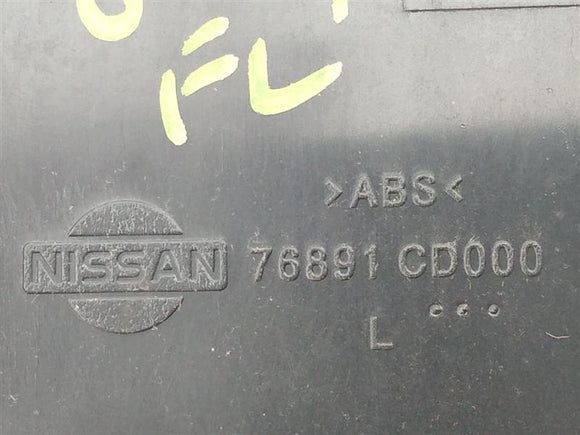 FL
>ABS<
NISSAN 76891 CD000
L